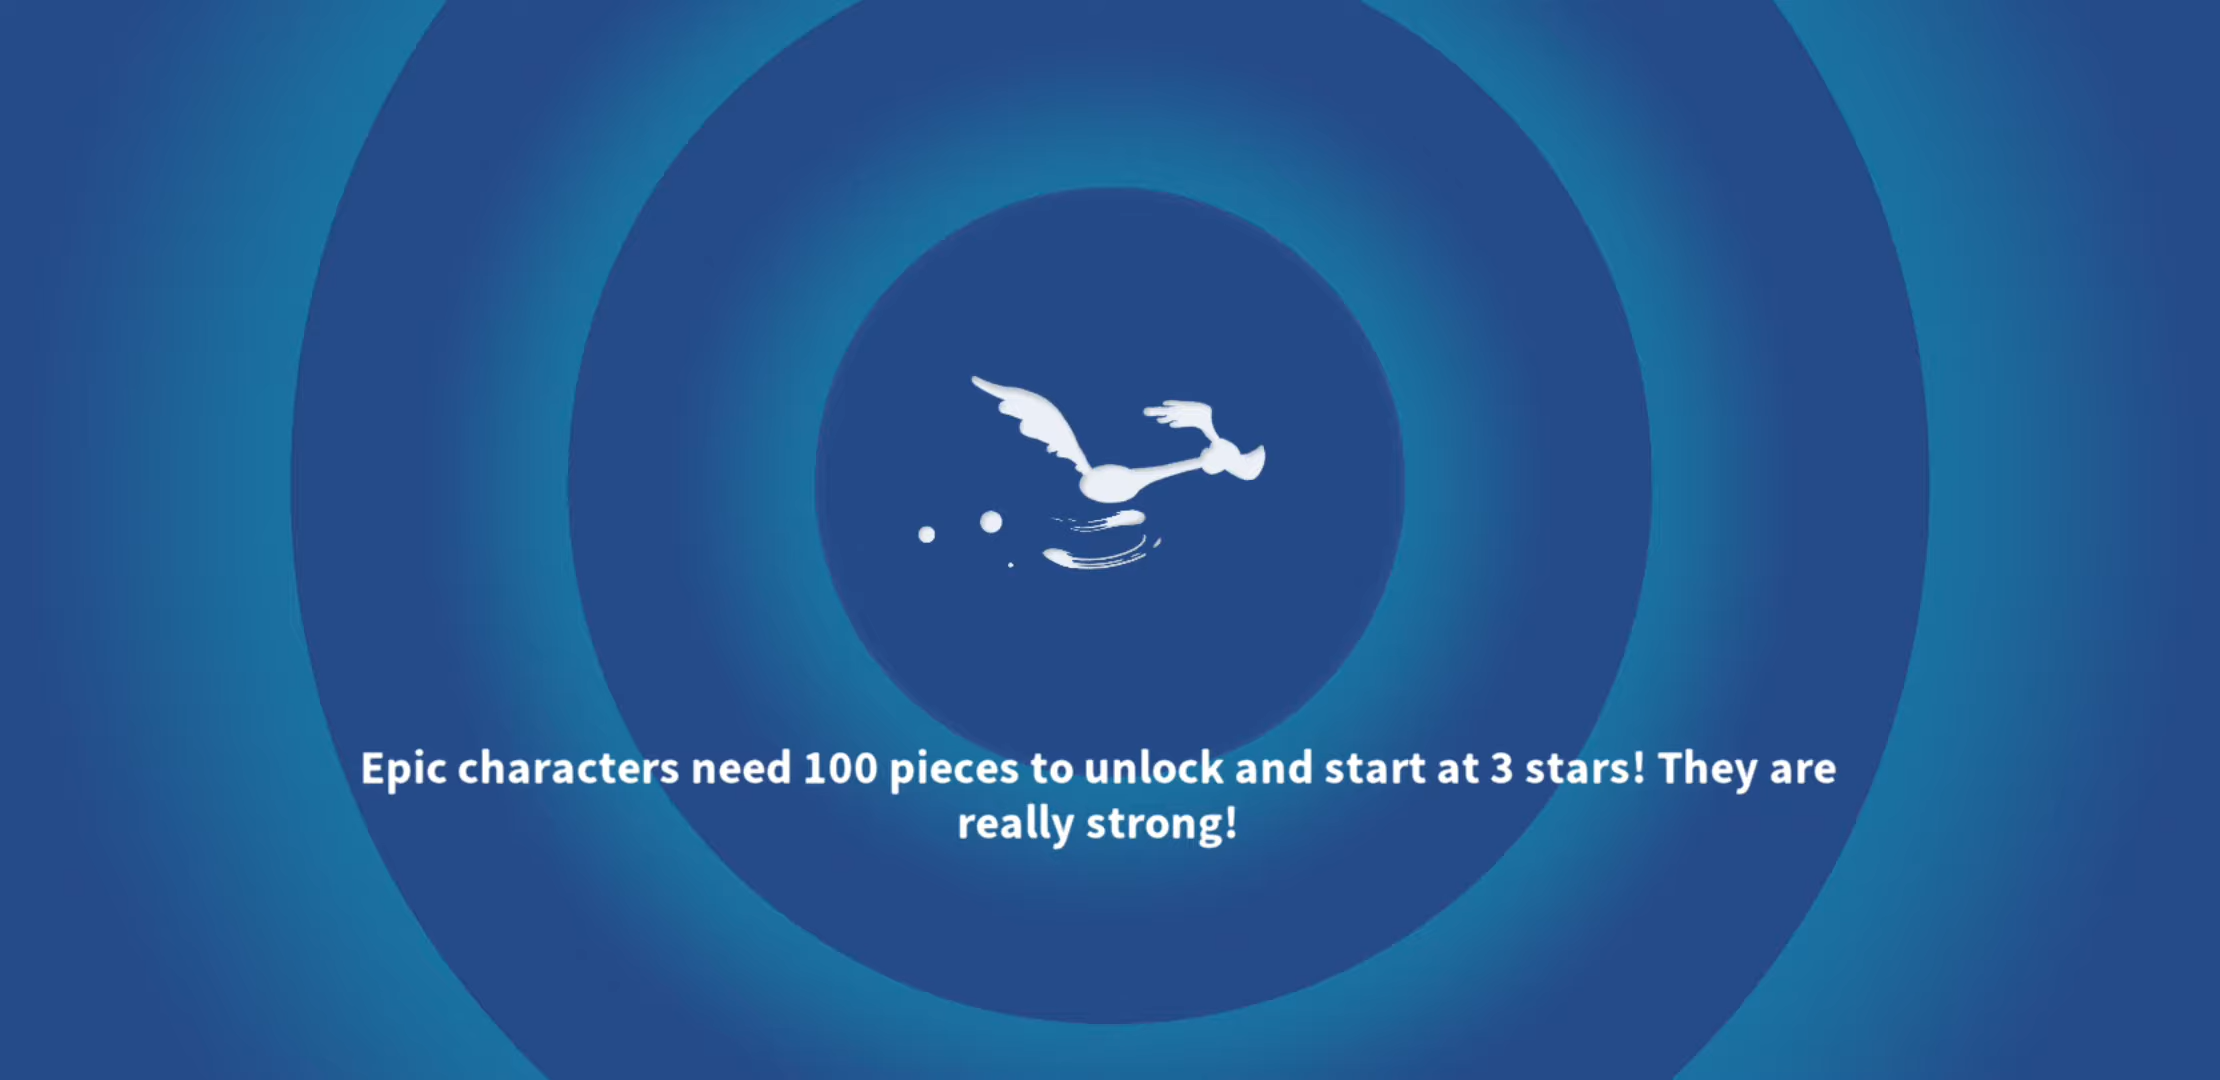 Epic characters need 100 pieces to unlock and start at 3 stars! They are
really strong!